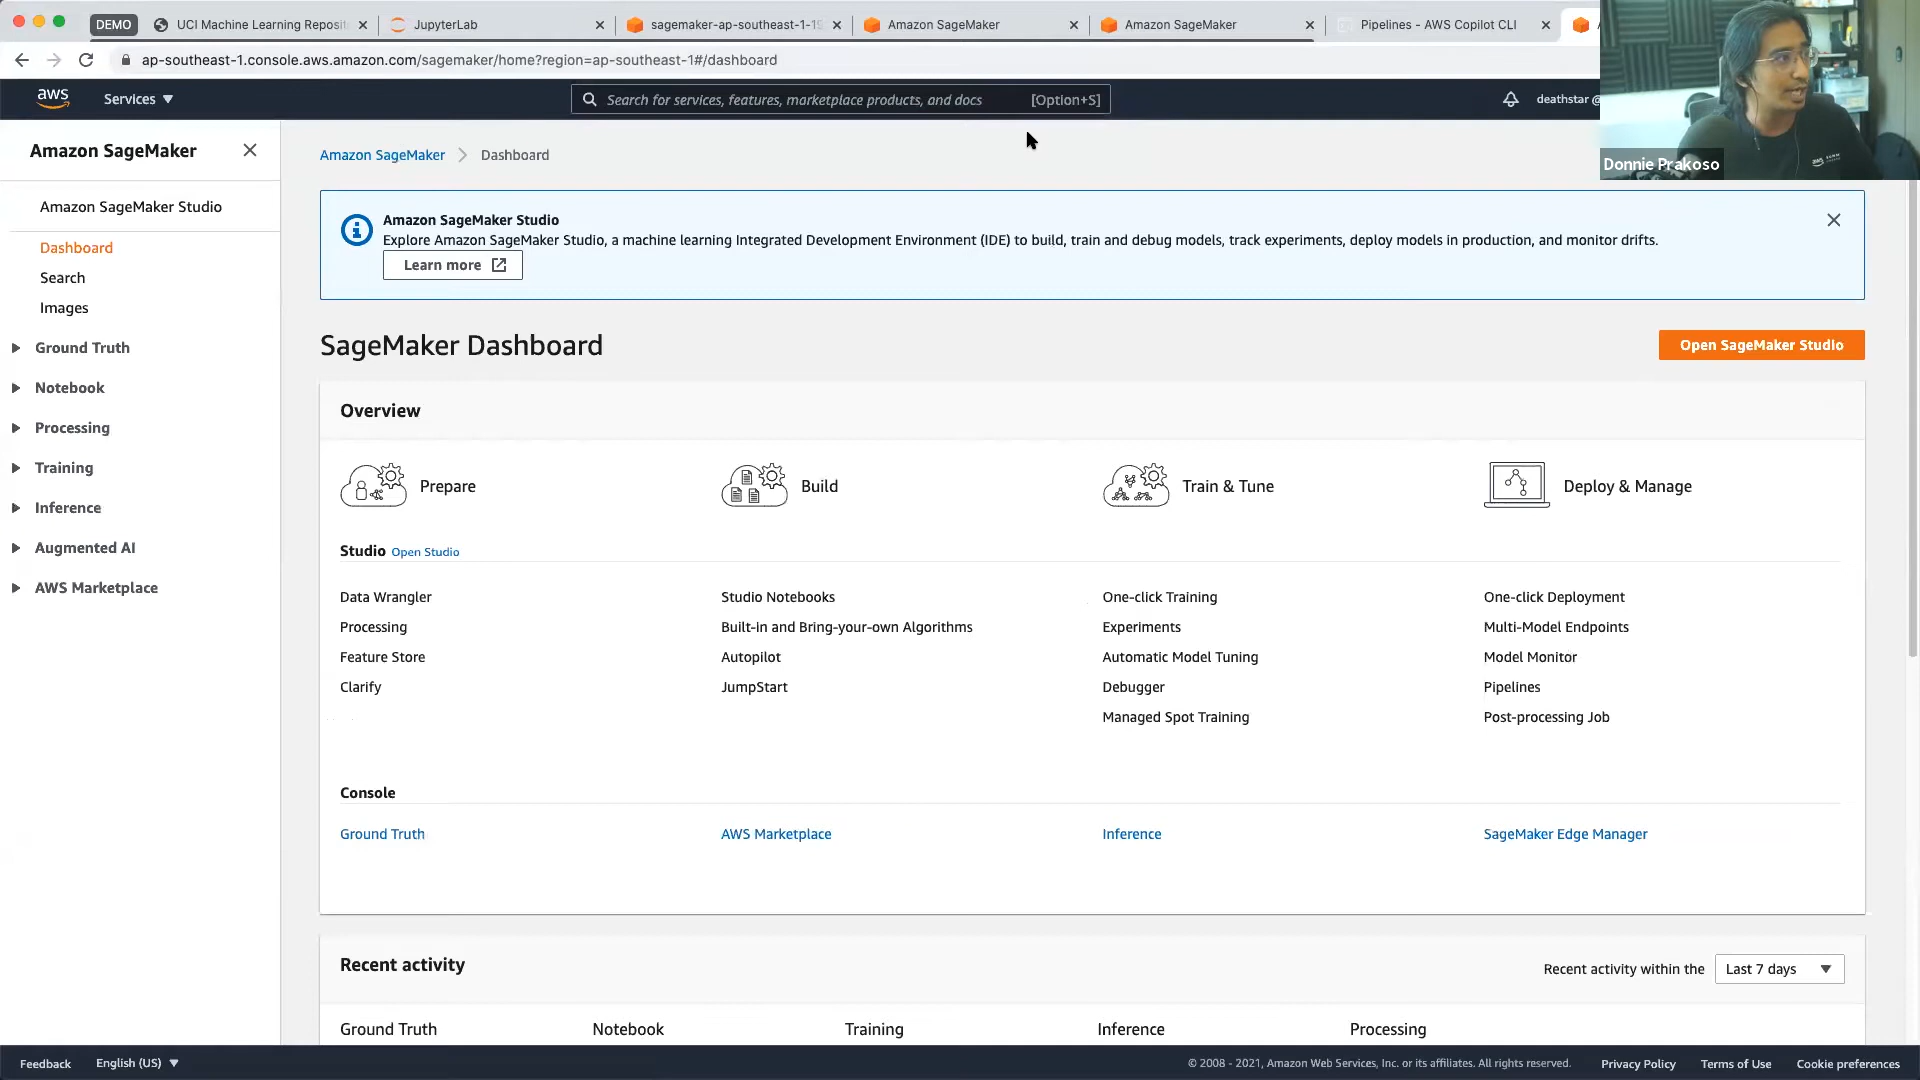 DEMO
UCI Machine Learning Reposit
JupyterLab
sagemaker-ap-southeast-1-19
Amazon SageMaker
Amazon SageMaker
Pipelines - AWS Copilot CLI
ap-southeast-1.console.aws.amazon.com/sagemaker/home?region=ap-southeast-1#/dashboard
aws
Services
Search for services, features, marketplace products, and docs
[Option+S]
deathstar @
Donnie Prakoso
Amazon SageMaker
Amazon SageMaker Studio
Dashboard
Search
Images
Ground Truth
Notebook
Processing
Training
Inference
Augmented AI
AWS Marketplace
Amazon SageMaker
Dashboard
Amazon SageMaker Studio
Explore Amazon SageMaker Studio, a machine learning Integrated Development Environment (IDE) to build, train and debug models, track experiments, deploy models in production, and monitor drifts.
Learn more
SageMaker Dashboard
Open SageMaker Studio
Overview
Prepare
Build
Train & Tune
Deploy & Manage
Studio Open Studio
Data Wrangler
Processing
Feature Store
Clarify
Studio Notebooks
Built-in and Bring-your-own Algorithms
Autopilot
JumpStart
One-click Training
Experiments
Automatic Model Tuning
Debugger
Managed Spot Training
One-click Deployment
Multi-Model Endpoints
Model Monitor
Pipelines
Post-processing Job
Console
Ground Truth
AWS Marketplace
Inference
SageMaker Edge Manager
Recent activity
Recent activity within the
Last 7 days
Ground Truth
Notebook
Training
Inference
Processing
Feedback
English (US)
© 2008 - 2021, Amazon Web Services, Inc. or its affiliates. All rights reserved.
Privacy Policy
Terms of Use
Cookie preferences